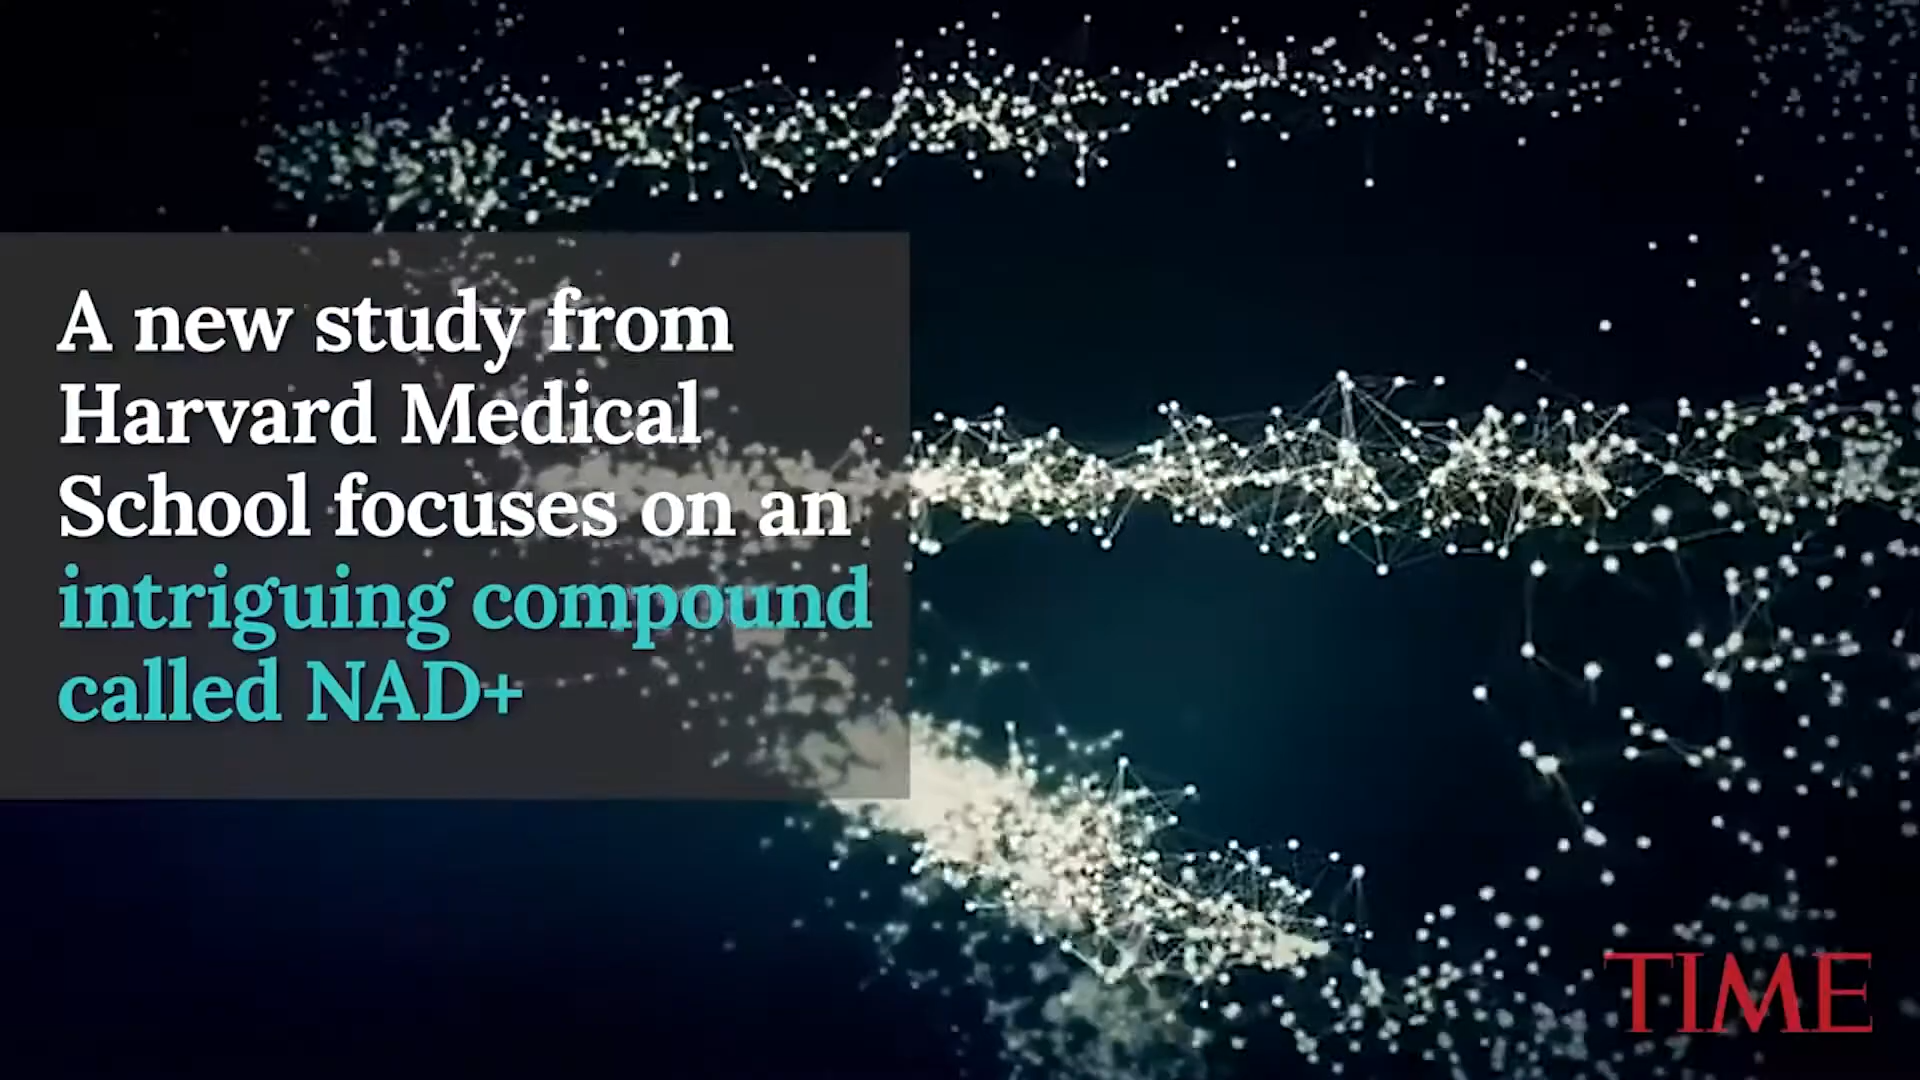 A new study from
Harvard Medical
School focuses on an
intriguing compound
called NAD+
TIME